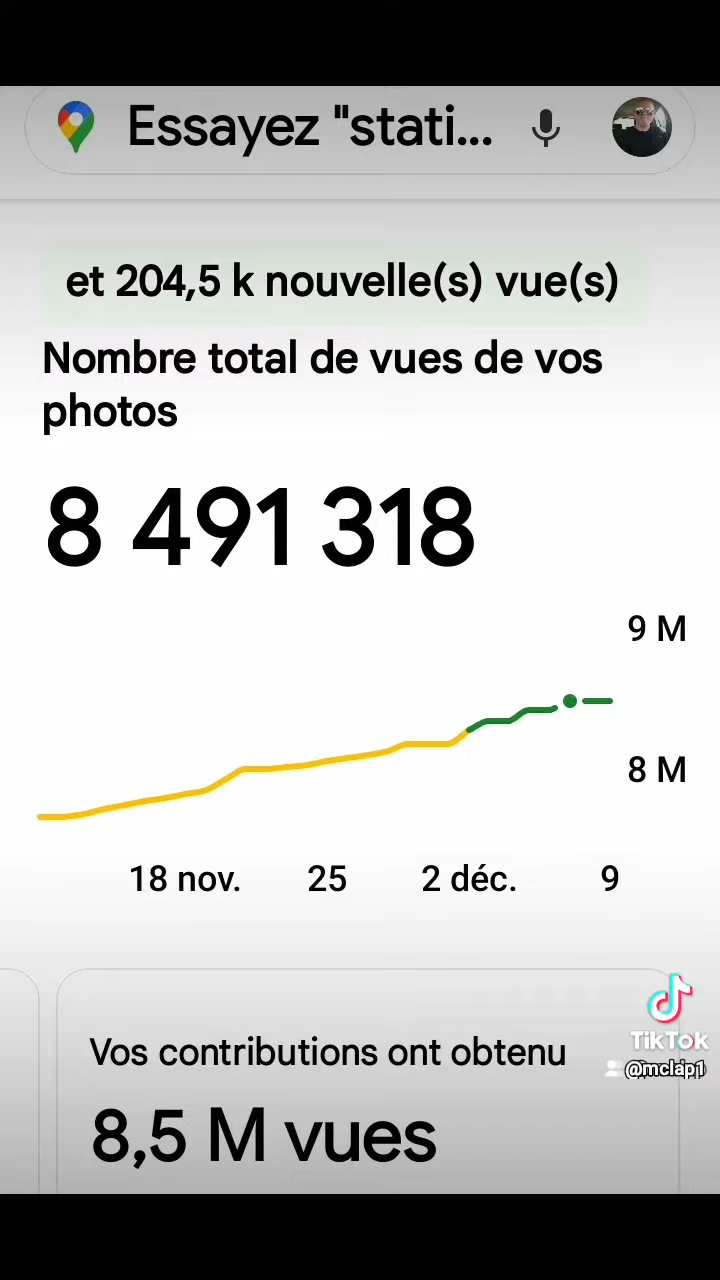 Essayez "stati...
et 204,5 k nouvelle(s) vue(s)
Nombre total de vues de vos
photos
8 491 318
9 M
8 M
18 nov. 25 2 déc. 9
Vos contributions ont obtenu
8,5 M vues
TikTok
@mclap1